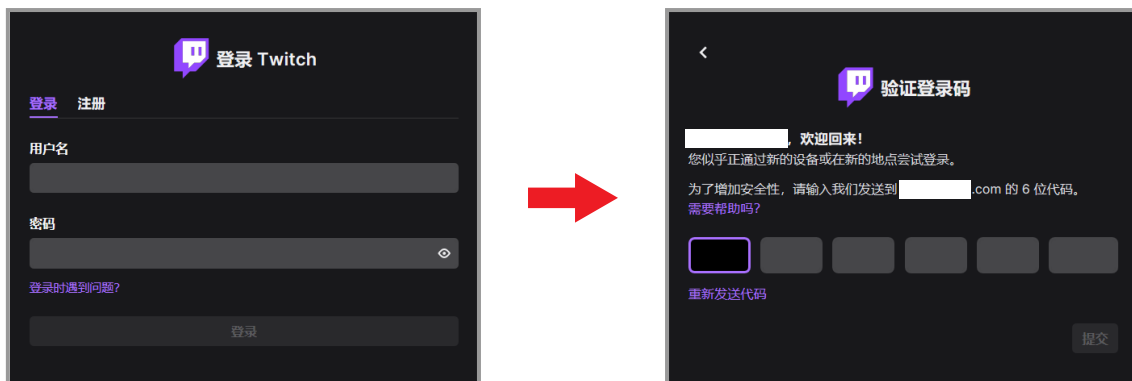 登录 Twitch
登录 注册
用户名
密码
登录时遇到问题?
登录
验证登录码
，欢迎回来!
您似乎正通过新的设备或在新的地点尝试登录。
为了增加安全性，请输入我们发送到 .com 的 6 位代码。
需要帮助吗?
重新发送代码
提交